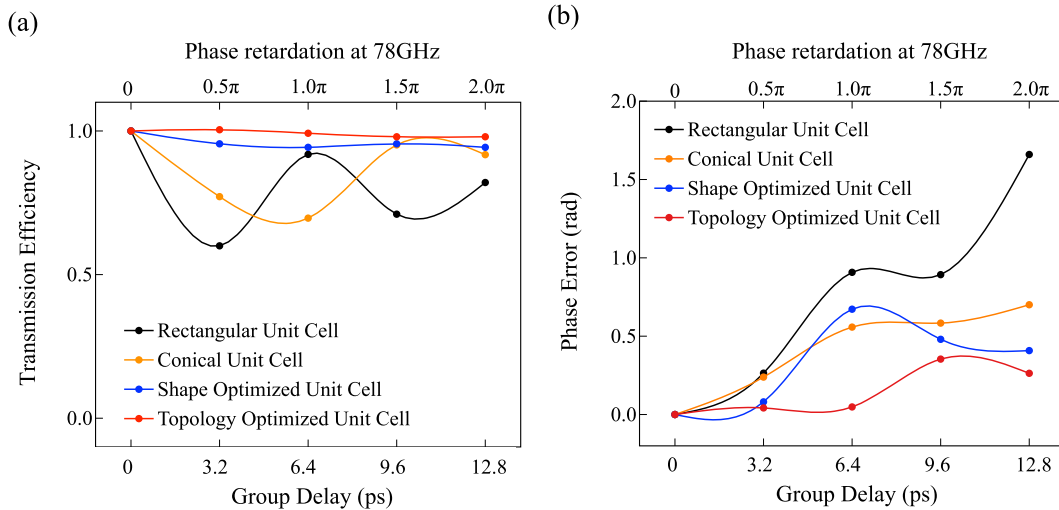 (a)
Phase retardation at 78GHz
0 0.5π 1.0π 1.5π 2.0π
1.0
0.5
0.0
Transmission Efficiency
Rectangular Unit Cell
Conical Unit Cell
Shape Optimized Unit Cell
Topology Optimized Unit Cell
0 3.2 6.4 9.6 12.8
Group Delay (ps)
(b)
Phase retardation at 78GHz
0 0.5π 1.0π 1.5π 2.0π
2.0
1.5
1.0
0.5
0.0
Phase Error (rad)
Rectangular Unit Cell
Conical Unit Cell
Shape Optimized Unit Cell
Topology Optimized Unit Cell
0 3.2 6.4 9.6 12.8
Group Delay (ps)